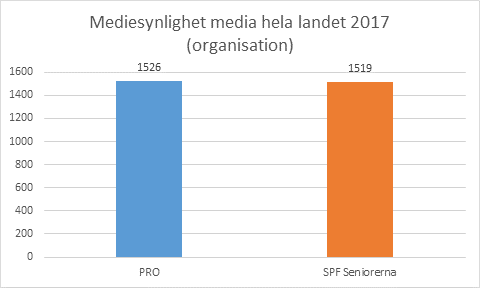 Mediesynlighet media hela landet 2017
(organisation)
1526
1519
1600
1400
1200
1000
800
600
400
200
0
PRO
SPF Seniorerna